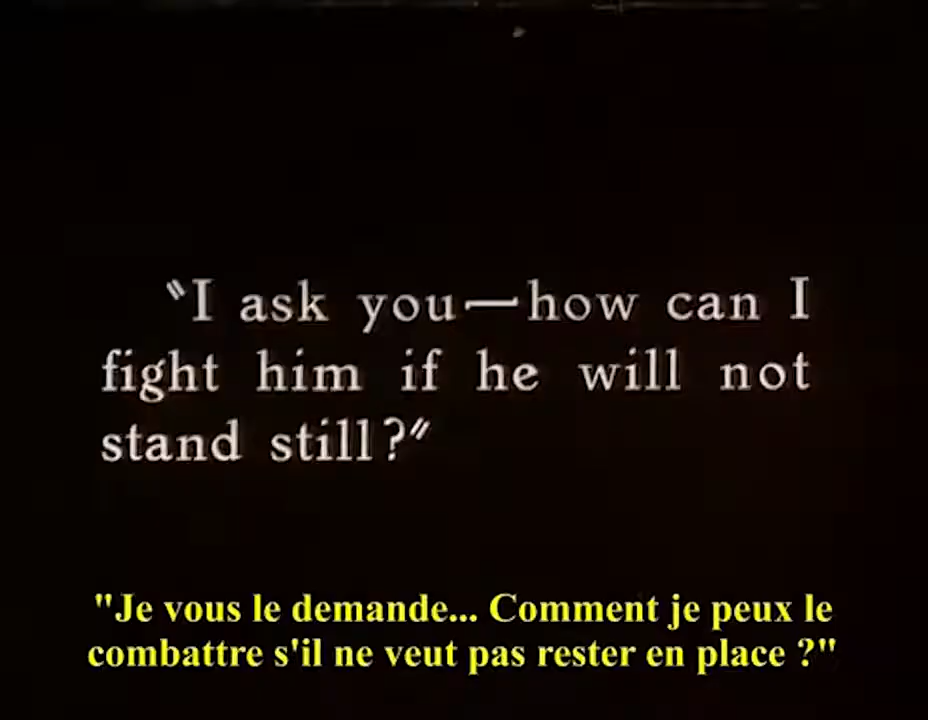 "I ask you—how can I
fight him if he will not
stand still?"
"Je vous le demande... Comment je peux le
combattre s'il ne veut pas rester en place ?"